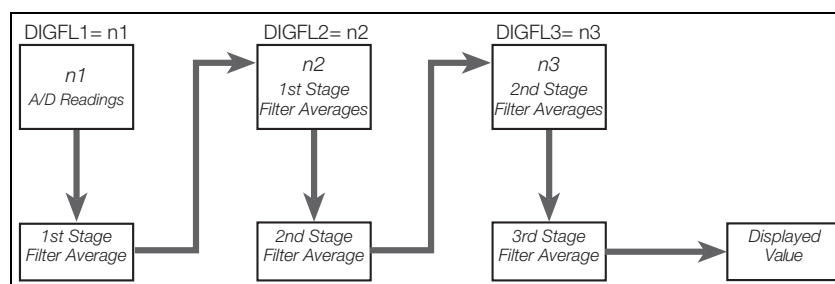 DIGFL1= n1
DIGFL2= n2
DIGFL3= n3
n1
A/D Readings
n2
1st Stage
Filter Averages
n3
2nd Stage
Filter Averages
1st Stage
Filter Average
2nd Stage
Filter Average
3rd Stage
Filter Average
Displayed
Value